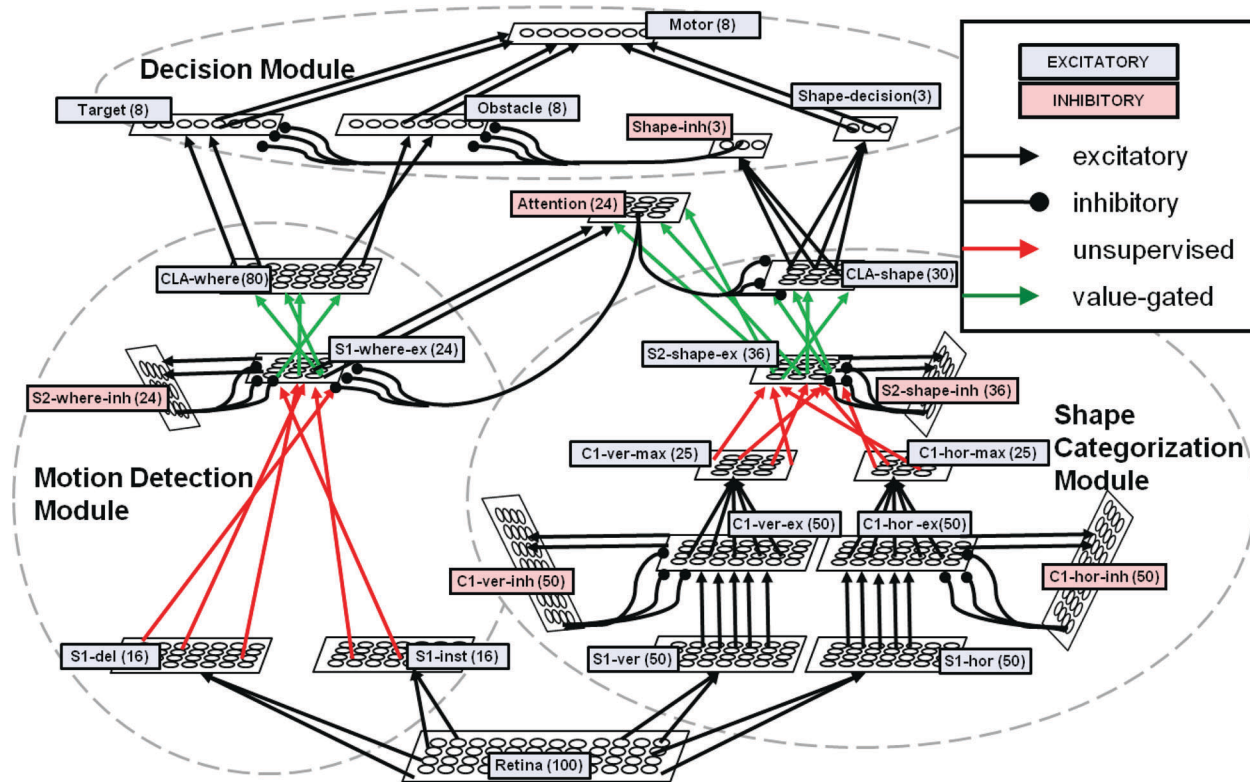 Motor (8)
Decision Module
Target (8)
Obstacle (8)
Shape-decision(3)
Shape-inh(3)
EXCITATORY
INHIBITORY
excitatory
inhibitory
unsupervised
value-gated
Attention (24)
CLA-where(80)
CLA-shape (30)
S1-where-ex (24)
S2-shape-ex (36)
S2-where-inh (24)
S2-shape-inh (36)
Shape
Categorization
Module
Motion Detection
Module
C1-ver-max (25)
C1-hor-max (25)
C1-ver-ex (50)
C1-hor -ex(50)
C1-ver-inh (50)
C1-hor-inh (50)
S1-del (16)
S1-inst (16)
S1-ver (50)
S1-hor (50)
Retina (100)